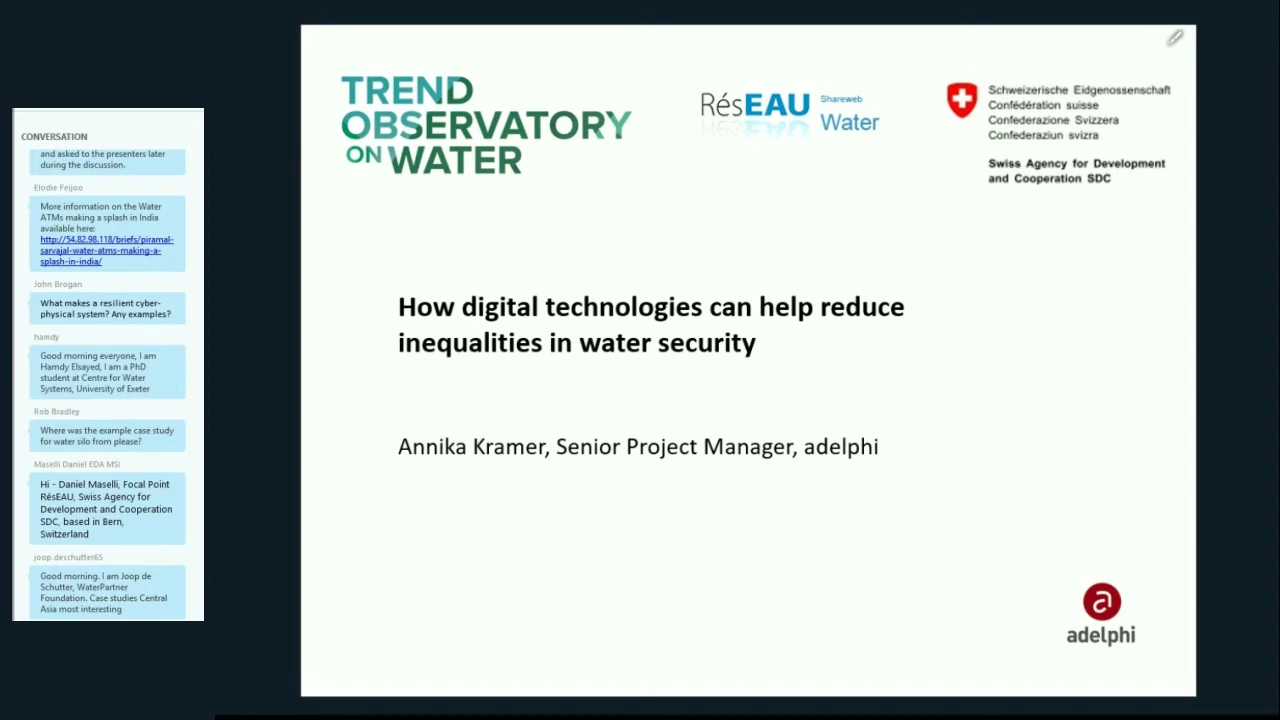 CONVERSATION
and asked to the presenters later
during the discussion.
Elodie Feijoo
More information on the Water
ATMs making a splash in India
available here:
http://54.82.98.118/briefs/piramal-
sarvajal-water-atms-making-a-
splash-in-india/
John Brogan
What makes a resilient cyber-
physical system? Any examples?
hamdy
Good morning everyone, I am
Hamdy Elsayed, I am a PhD
student at Centre for Water
Systems, University of Exeter
Rob Bradley
Where was the example case study
for water silo from please?
Maselli Daniel EDA MSI
Hi - Daniel Maselli, Focal Point
RésEAU, Swiss Agency for
Development and Cooperation
SDC, based in Bern,
Switzerland
joop.deschutter65
Good morning. I am Joop de
Schutter, WaterPartner
Foundation. Case studies Central
Asia most interesting
TREND
OBSERVATORY
ON WATER
RésEAU
Shareweb
Water
Schweizerische Eidgenossenschaft
Confédération suisse
Confederazione Svizzera
Confederaziun svizra
Swiss Agency for Development
and Cooperation SDC
How digital technologies can help reduce
inequalities in water security
Annika Kramer, Senior Project Manager, adelphi
a
adelphi